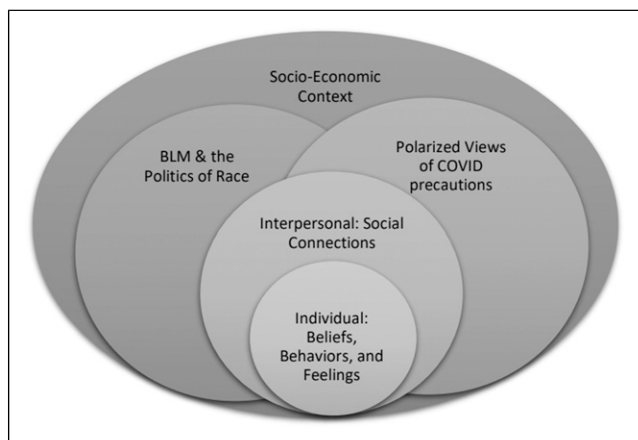 Socio-Economic
Context
BLM & the
Politics of Race
Polarized Views
of COVID
precautions
Interpersonal: Social
Connections
Individual:
Beliefs,
Behaviors, and
Feelings